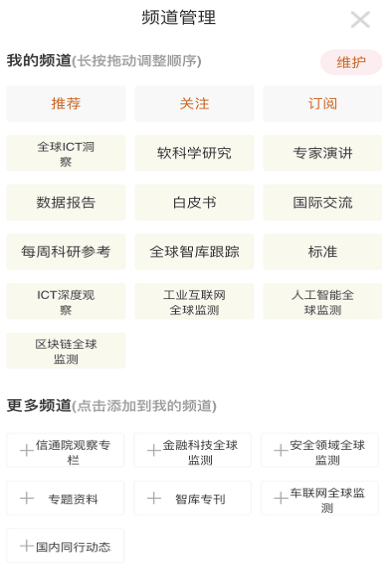 频道管理
我的频道(长按拖动调整顺序) 维护
推荐 关注 订阅
全球ICT洞
察
软科学研究 专家演讲
数据报告 白皮书 国际交流
每周科研参考 全球智库跟踪 标准
ICT深度观
察
工业互联网
全球监测
人工智能全
球监测
区块链全球
监测
更多频道(点击添加到我的频道)
信通院观察专
栏
金融科技全球
监测
安全领域全球
监测
专题资料 智库专刊
车联网全球监
测
国内同行动态